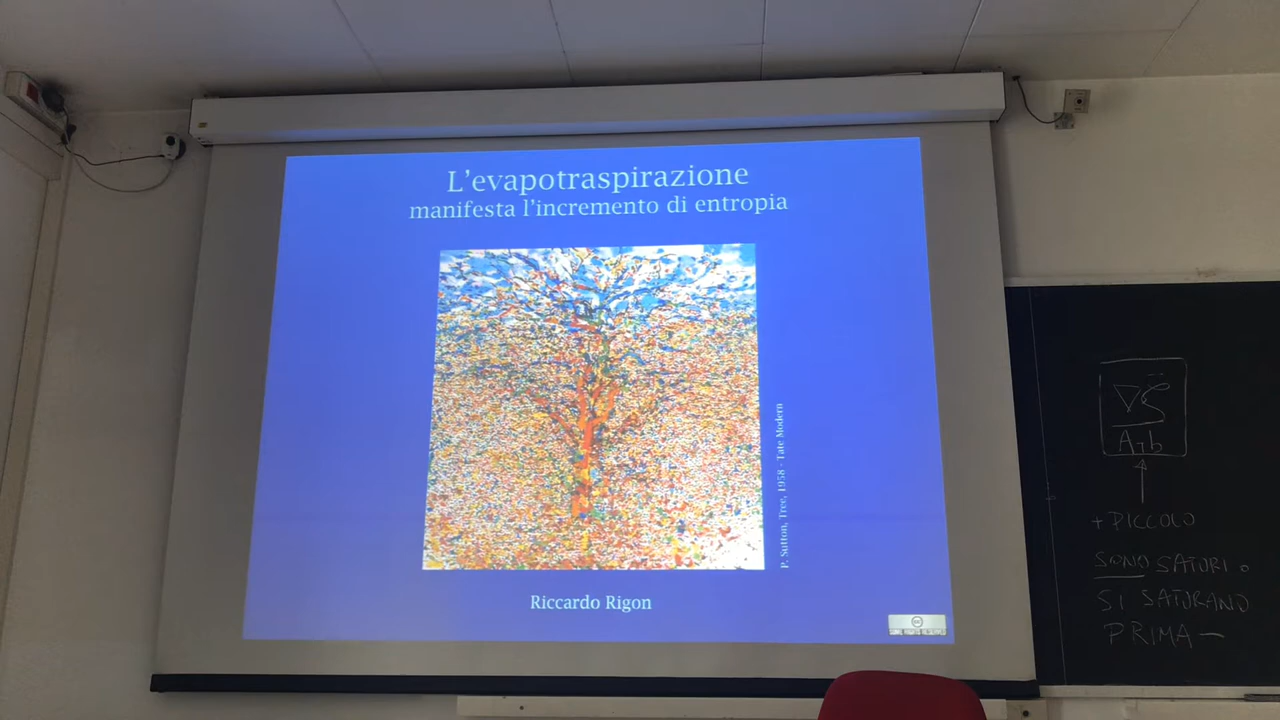 L'evapotraspirazione
manifesta l'incremento di entropia
P. Sutton, Tree, 1958 - Tate Modern
Riccardo Rigon
cc
SOME RIGHTS RESERVED
∇ζ
A/b
+ PICCOLO
SONO SATURI O
SI SATURANO
PRIMA —